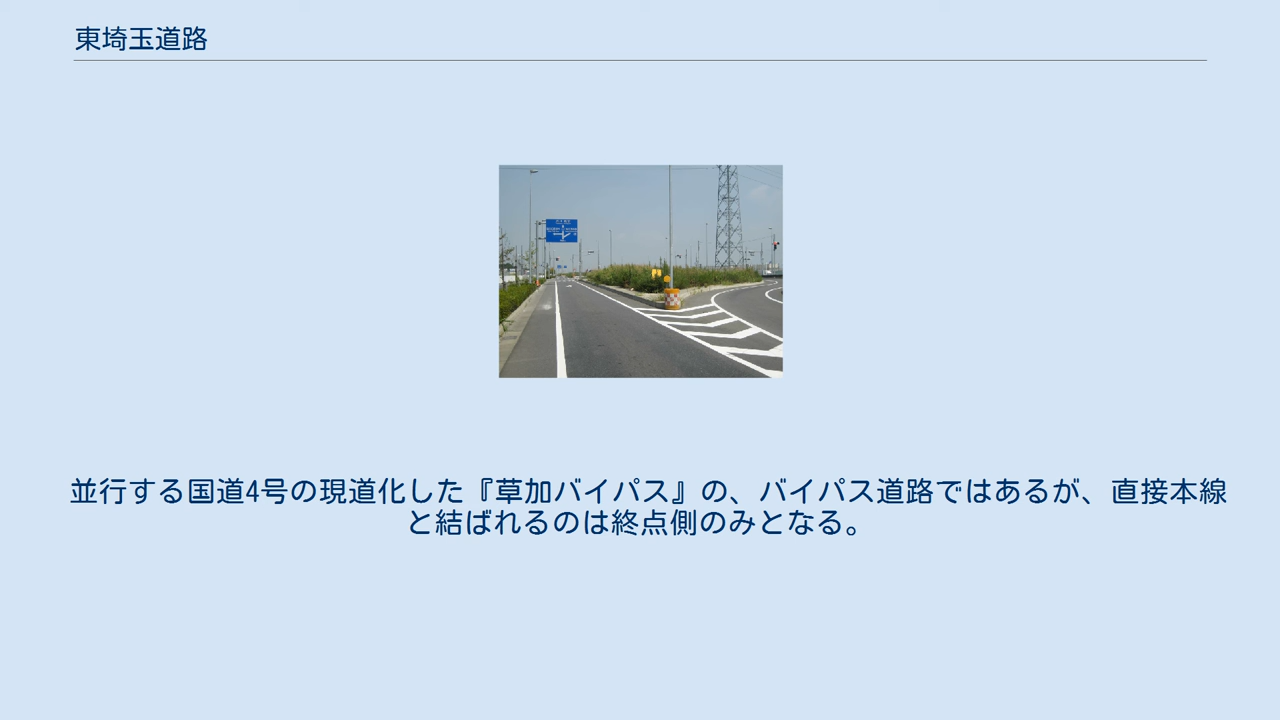 東埼玉道路
並行する国道4号の現道化した『草加バイパス』の、バイパス道路ではあるが、直接本線
と結ばれるのは終点側のみとなる。